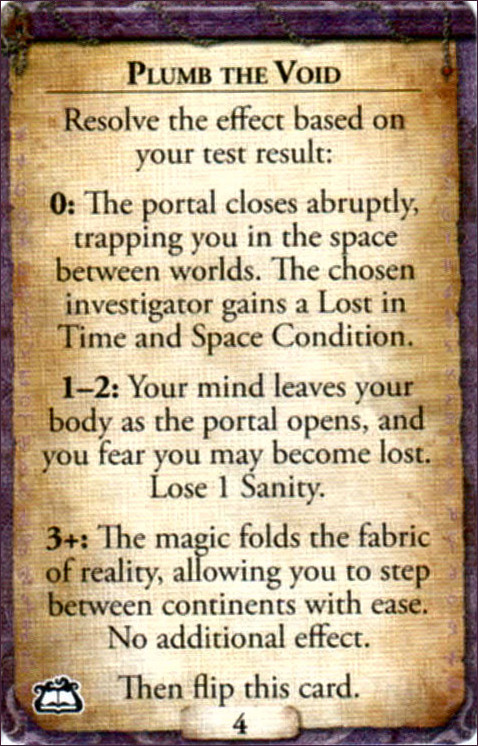 PLUMB THE VOID
Resolve the effect based on
your test result:
0: The portal closes abruptly,
trapping you in the space
between worlds. The chosen
investigator gains a Lost in
Time and Space Condition.
1–2: Your mind leaves your
body as the portal opens, and
you fear you may become lost.
Lose 1 Sanity.
3+: The magic folds the fabric
of reality, allowing you to step
between continents with ease.
No additional effect.
Then flip this card.
4